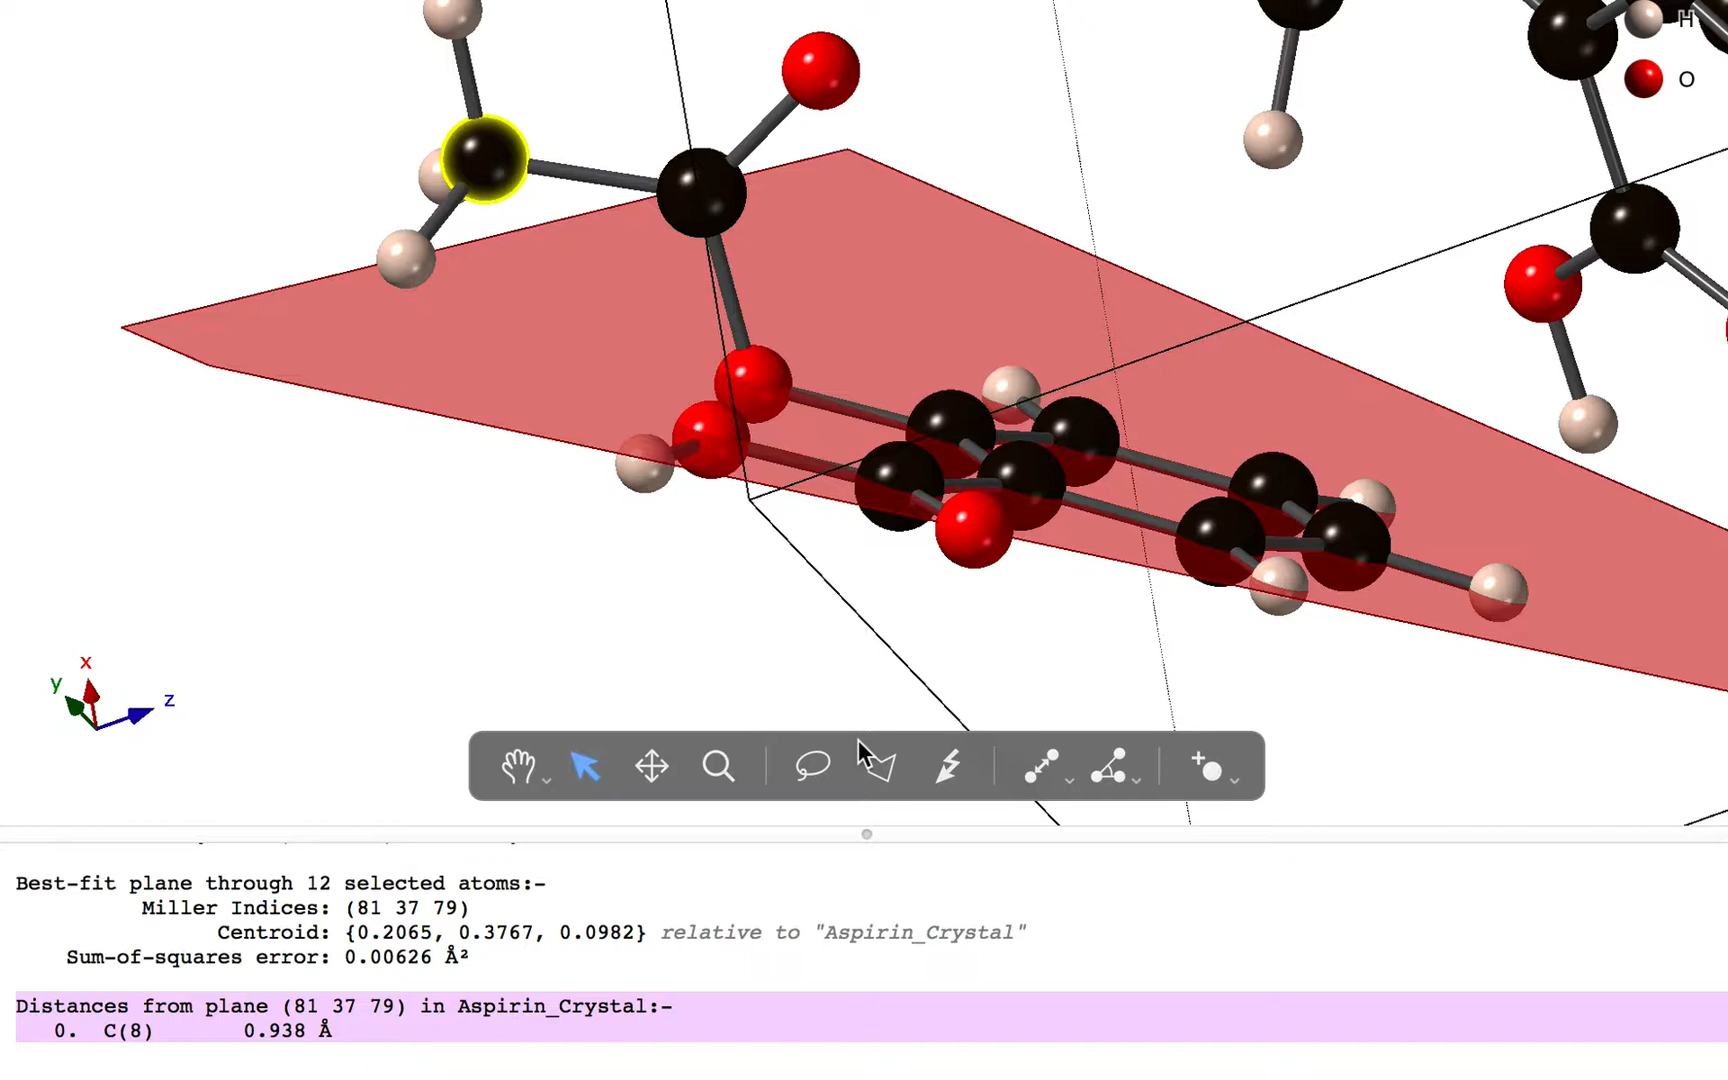 H
O
x
y
z
Best-fit plane through 12 selected atoms:-
Miller Indices: (81 37 79)
Centroid: {0.2065, 0.3767, 0.0982} relative to "Aspirin_Crystal"
Sum-of-squares error: 0.00626 Å²
Distances from plane (81 37 79) in Aspirin_Crystal:-
0. C(8) 0.938 Å